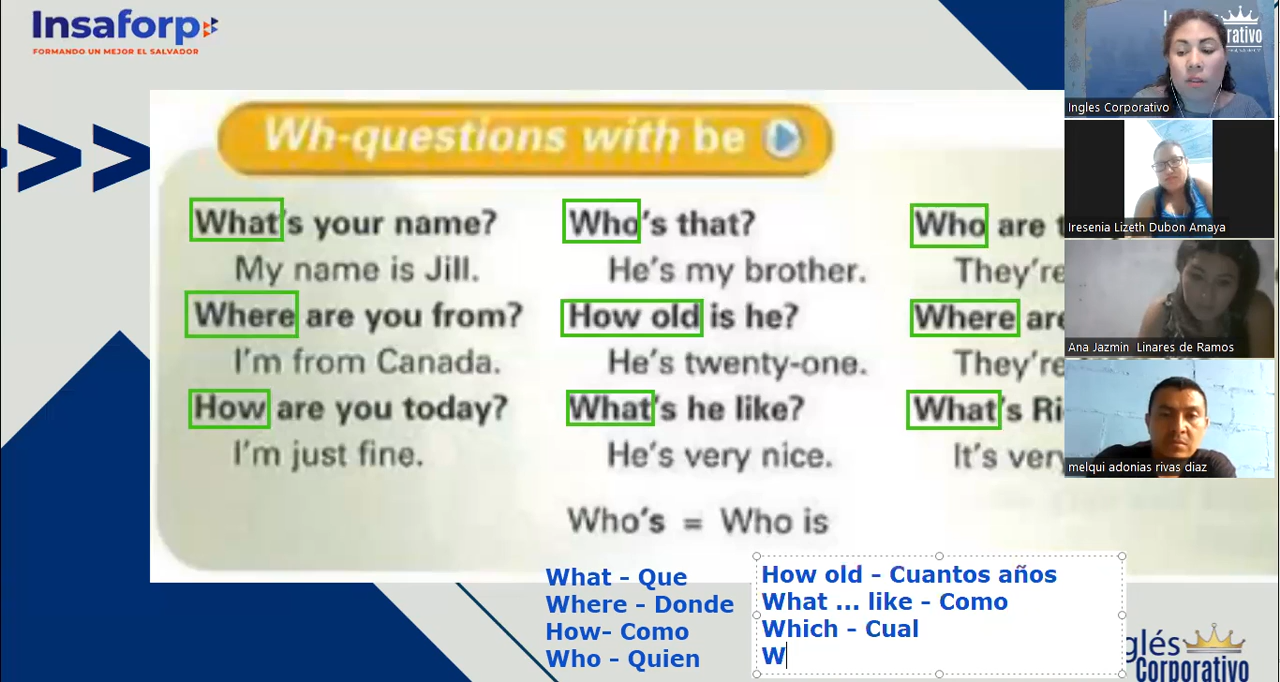 Insaforp
FORMANDO UN MEJOR EL SALVADOR
Wh-questions with be
What's your name?
My name is Jill.
Where are you from?
I'm from Canada.
How are you today?
I'm just fine.
Who's that?
He's my brother.
How old is he?
He's twenty-one.
What's he like?
He's very nice.
Who's = Who is
Who are
They're
Where are
They're
What's
It's
What - Que
Where - Donde
How- Como
Who - Quien
How old - Cuantos años
What ... like - Como
Which - Cual
W
Ingles Corporativo
Iresenia Lizeth Dubon Amaya
Ana Jazmin Linares de Ramos
melqui adonias rivas diaz
Corporativo